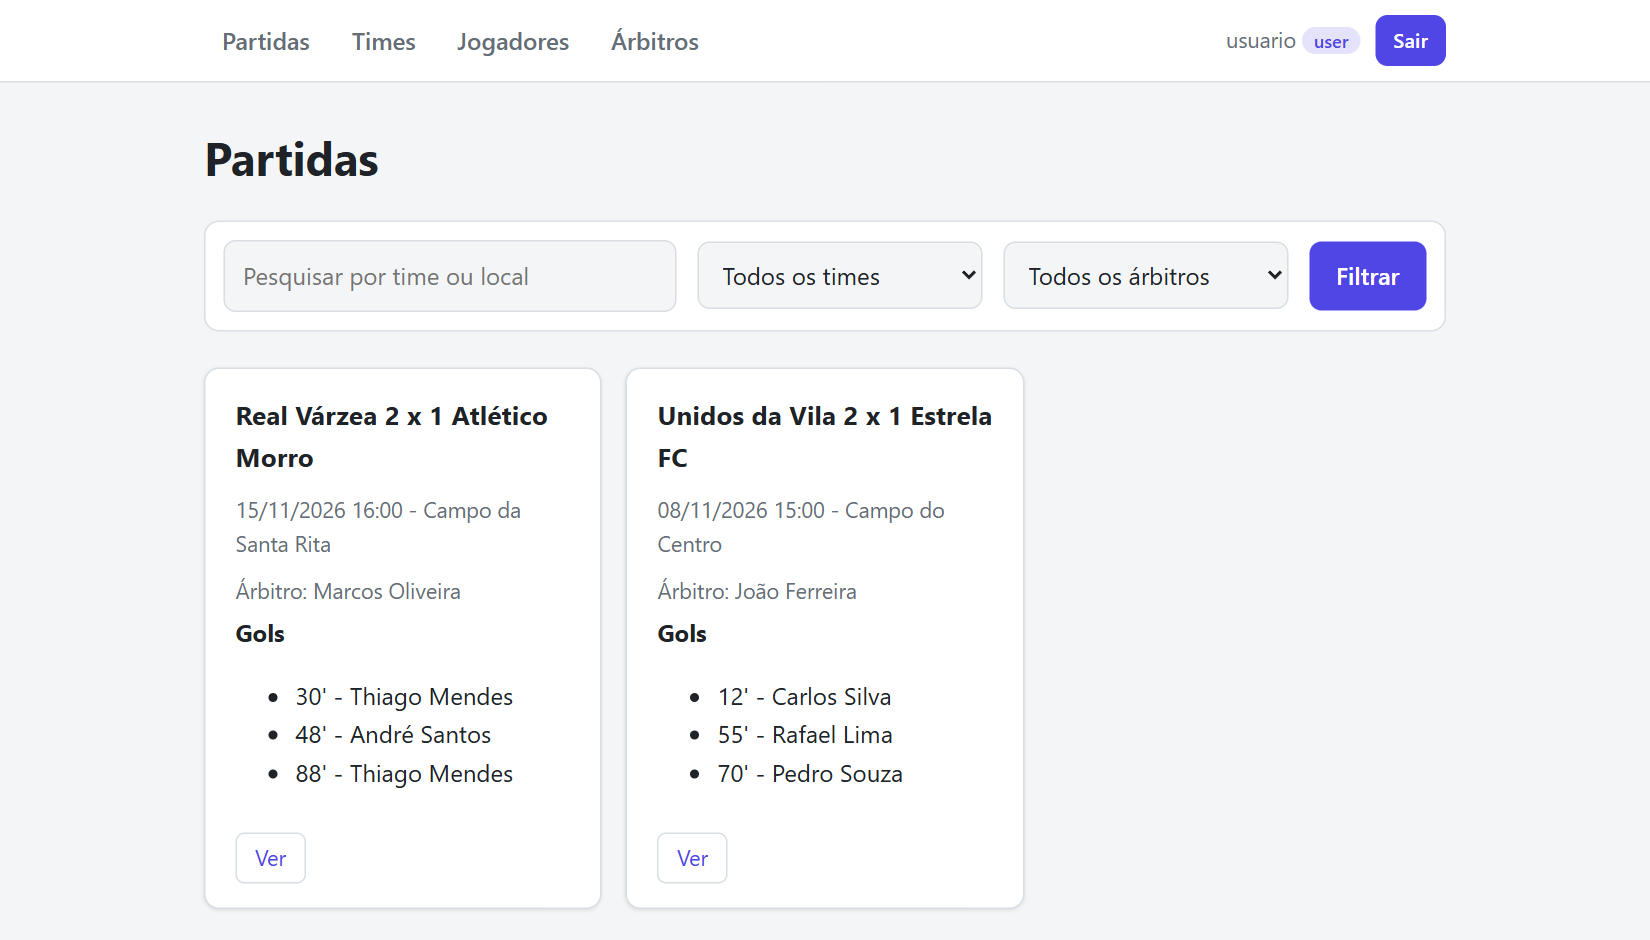 Partidas Times Jogadores Árbitros usuario user Sair
Partidas
Pesquisar por time ou local Todos os times Todos os árbitros Filtrar
Real Várzea 2 x 1 Atlético
Morro
15/11/2026 16:00 - Campo da
Santa Rita
Árbitro: Marcos Oliveira
Gols
30' - Thiago Mendes
48' - André Santos
88' - Thiago Mendes
Ver
Unidos da Vila 2 x 1 Estrela
FC
08/11/2026 15:00 - Campo do
Centro
Árbitro: João Ferreira
Gols
12' - Carlos Silva
55' - Rafael Lima
70' - Pedro Souza
Ver